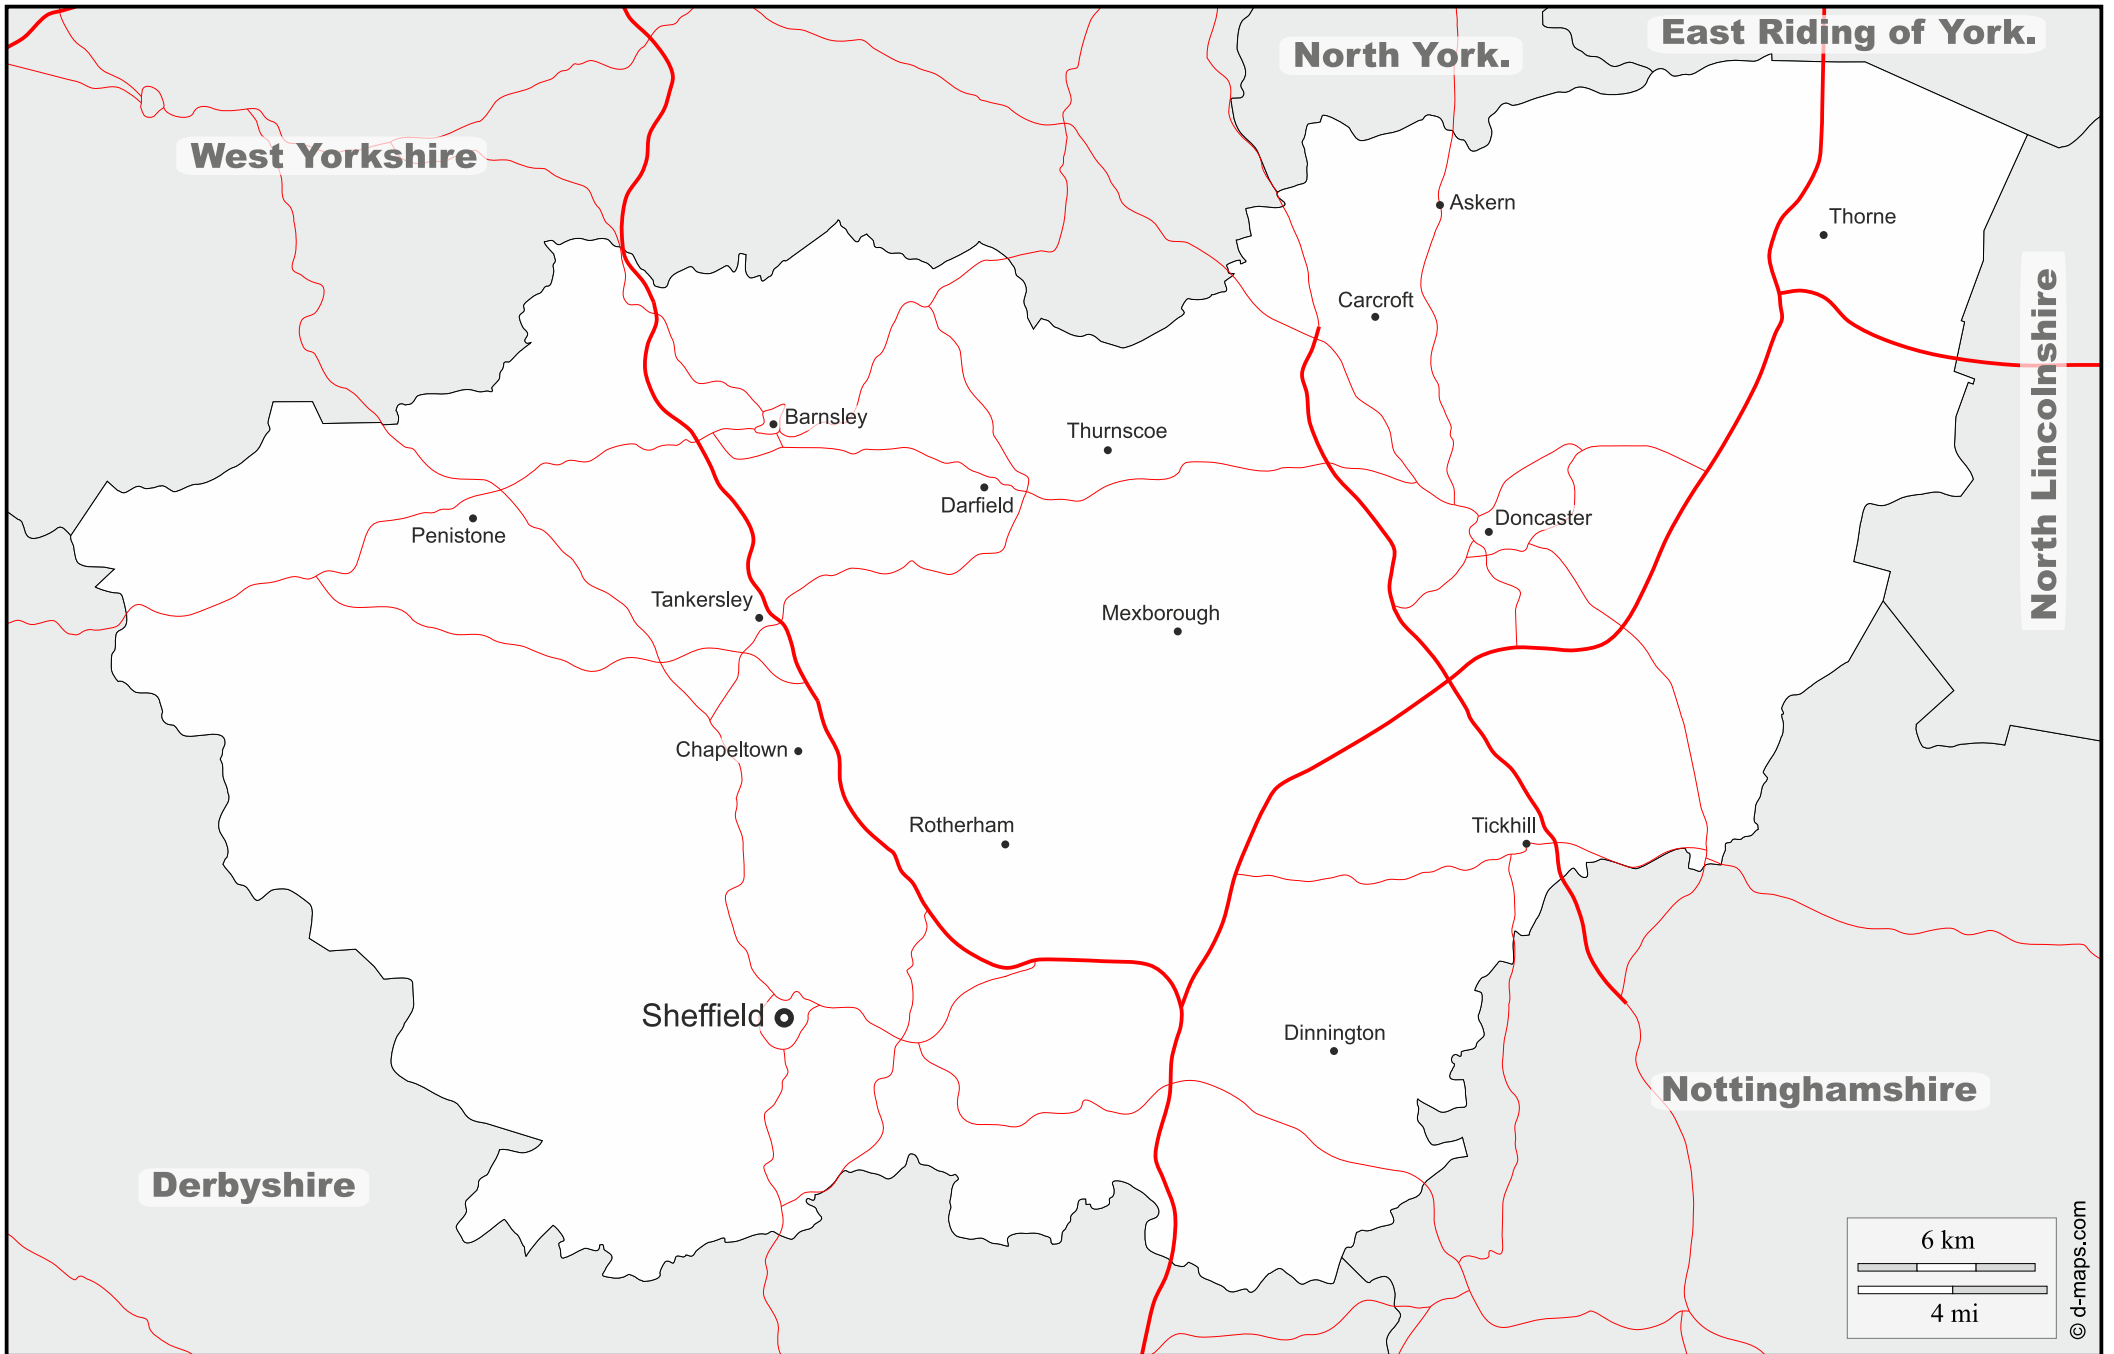 East Riding of York.
North York.
West Yorkshire
Askern
Thorne
Carcroft
North Lincolnshire
Barnsley
Thurnscoe
Darfield
Doncaster
Penistone
Tankersley
Mexborough
Chapeltown
Rotherham
Tickhill
Sheffield
Dinnington
Nottinghamshire
Derbyshire
6 km
4 mi
© d-maps.com